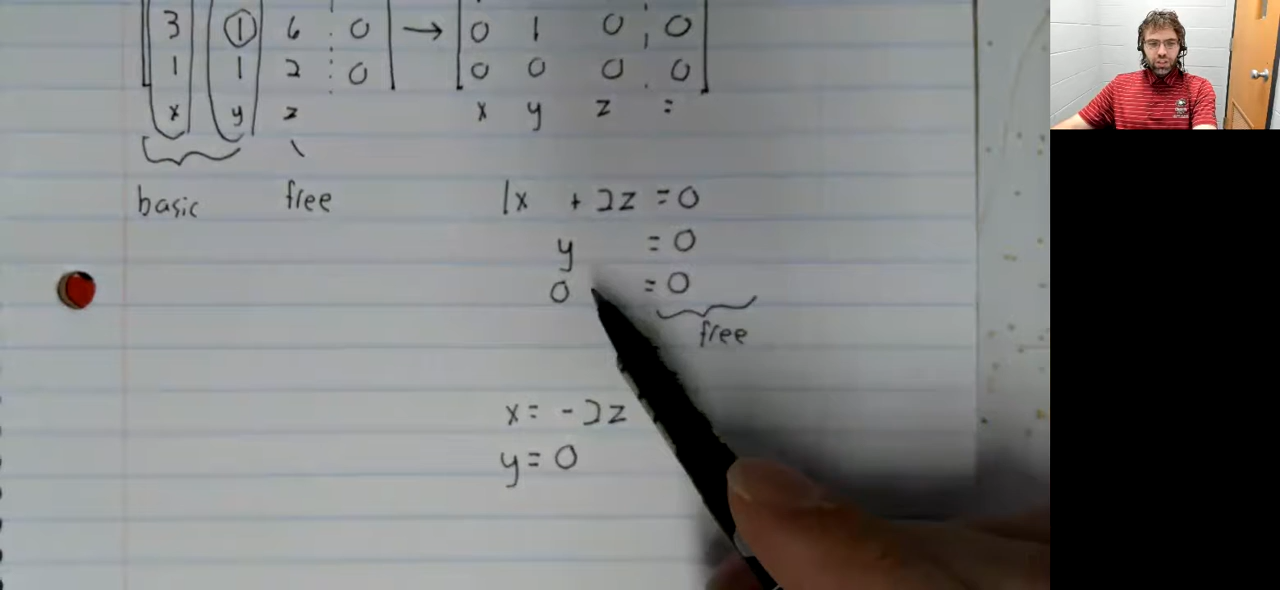 3 1 6 ⋮ 0 → 0 1 0 ⋮ 0
1 1 2 ⋮ 0 0 0 0 ⋮ 0
x y z x y z =
basic free
1x + 2z = 0
y = 0
0 = 0
free
x = -2z
y = 0